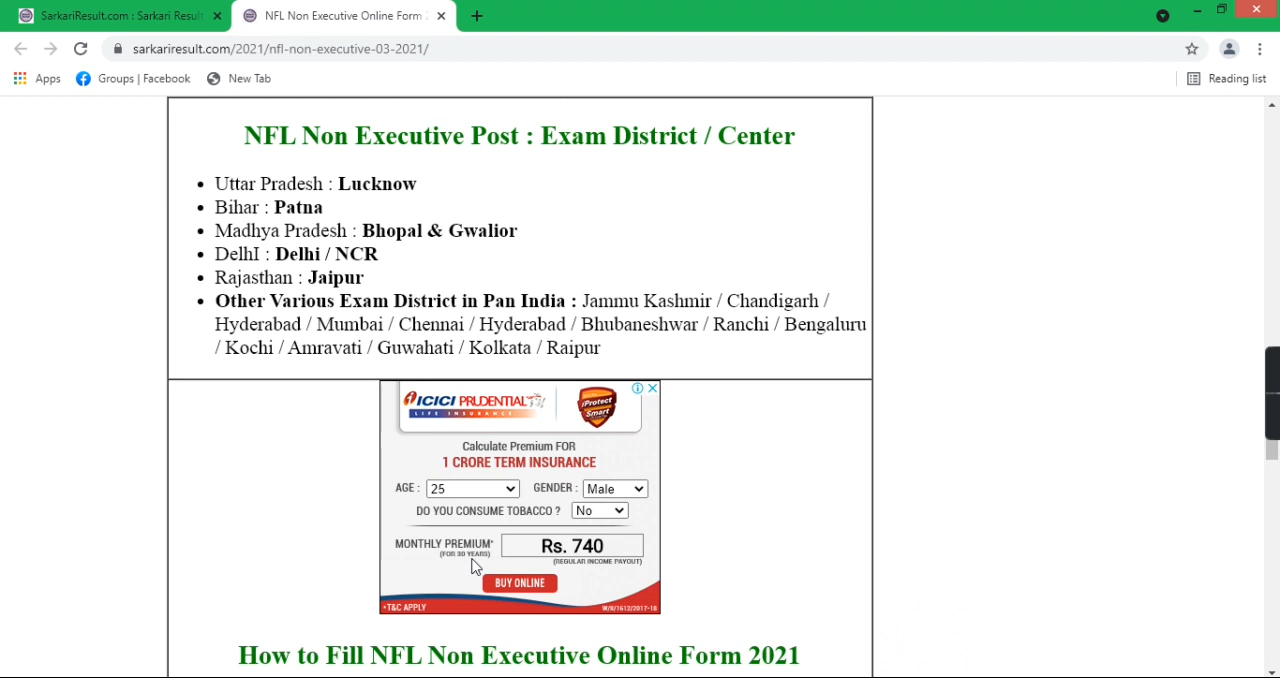 SarkariResult.com : Sarkari Result
NFL Non Executive Online Form 2
sarkariresult.com/2021/nfl-non-executive-03-2021/
Apps
Groups | Facebook
New Tab
Reading list
NFL Non Executive Post : Exam District / Center
• Uttar Pradesh : Lucknow
• Bihar : Patna
• Madhya Pradesh : Bhopal & Gwalior
• DelhI : Delhi / NCR
• Rajasthan : Jaipur
• Other Various Exam District in Pan India : Jammu Kashmir / Chandigarh /
Hyderabad / Mumbai / Chennai / Hyderabad / Bhubaneshwar / Ranchi / Bengaluru
/ Kochi / Amravati / Guwahati / Kolkata / Raipur
ICICI PRUDENTIAL
LIFE INSURANCE
iProtect
Smart
Calculate Premium FOR
1 CRORE TERM INSURANCE
AGE : 25 GENDER : Male
DO YOU CONSUME TOBACCO ? No
MONTHLY PREMIUM* Rs. 740
(FOR 30 YEARS) (REGULAR INCOME PAYOUT)
BUY ONLINE
*T&C APPLY W/II/1612/2017-18
How to Fill NFL Non Executive Online Form 2021